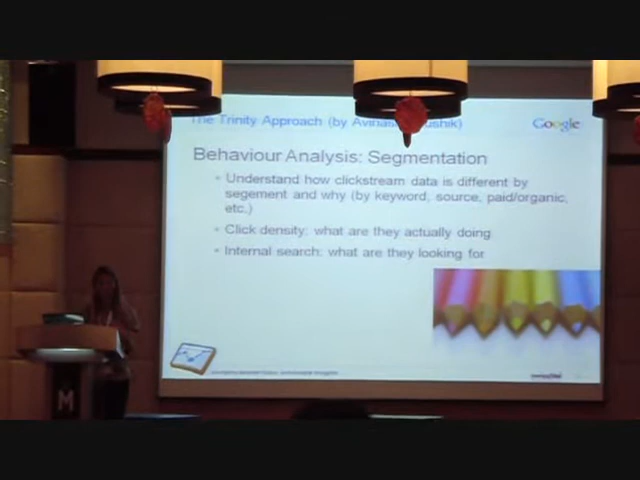 The Trinity Approach (by Avinash Kaushik)
Google
Behaviour Analysis: Segmentation
Understand how clickstream data is different by
segement and why (by keyword, source, paid/organic,
etc.)
Click density: what are they actually doing
Internal search: what are they looking for
M